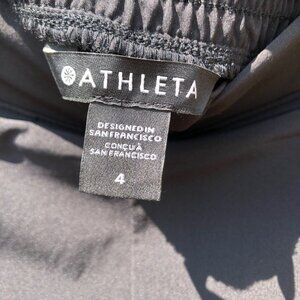 ATHLETA
DESIGNED IN
SAN FRANCISCO
CONÇU À
SAN FRANCISCO
4